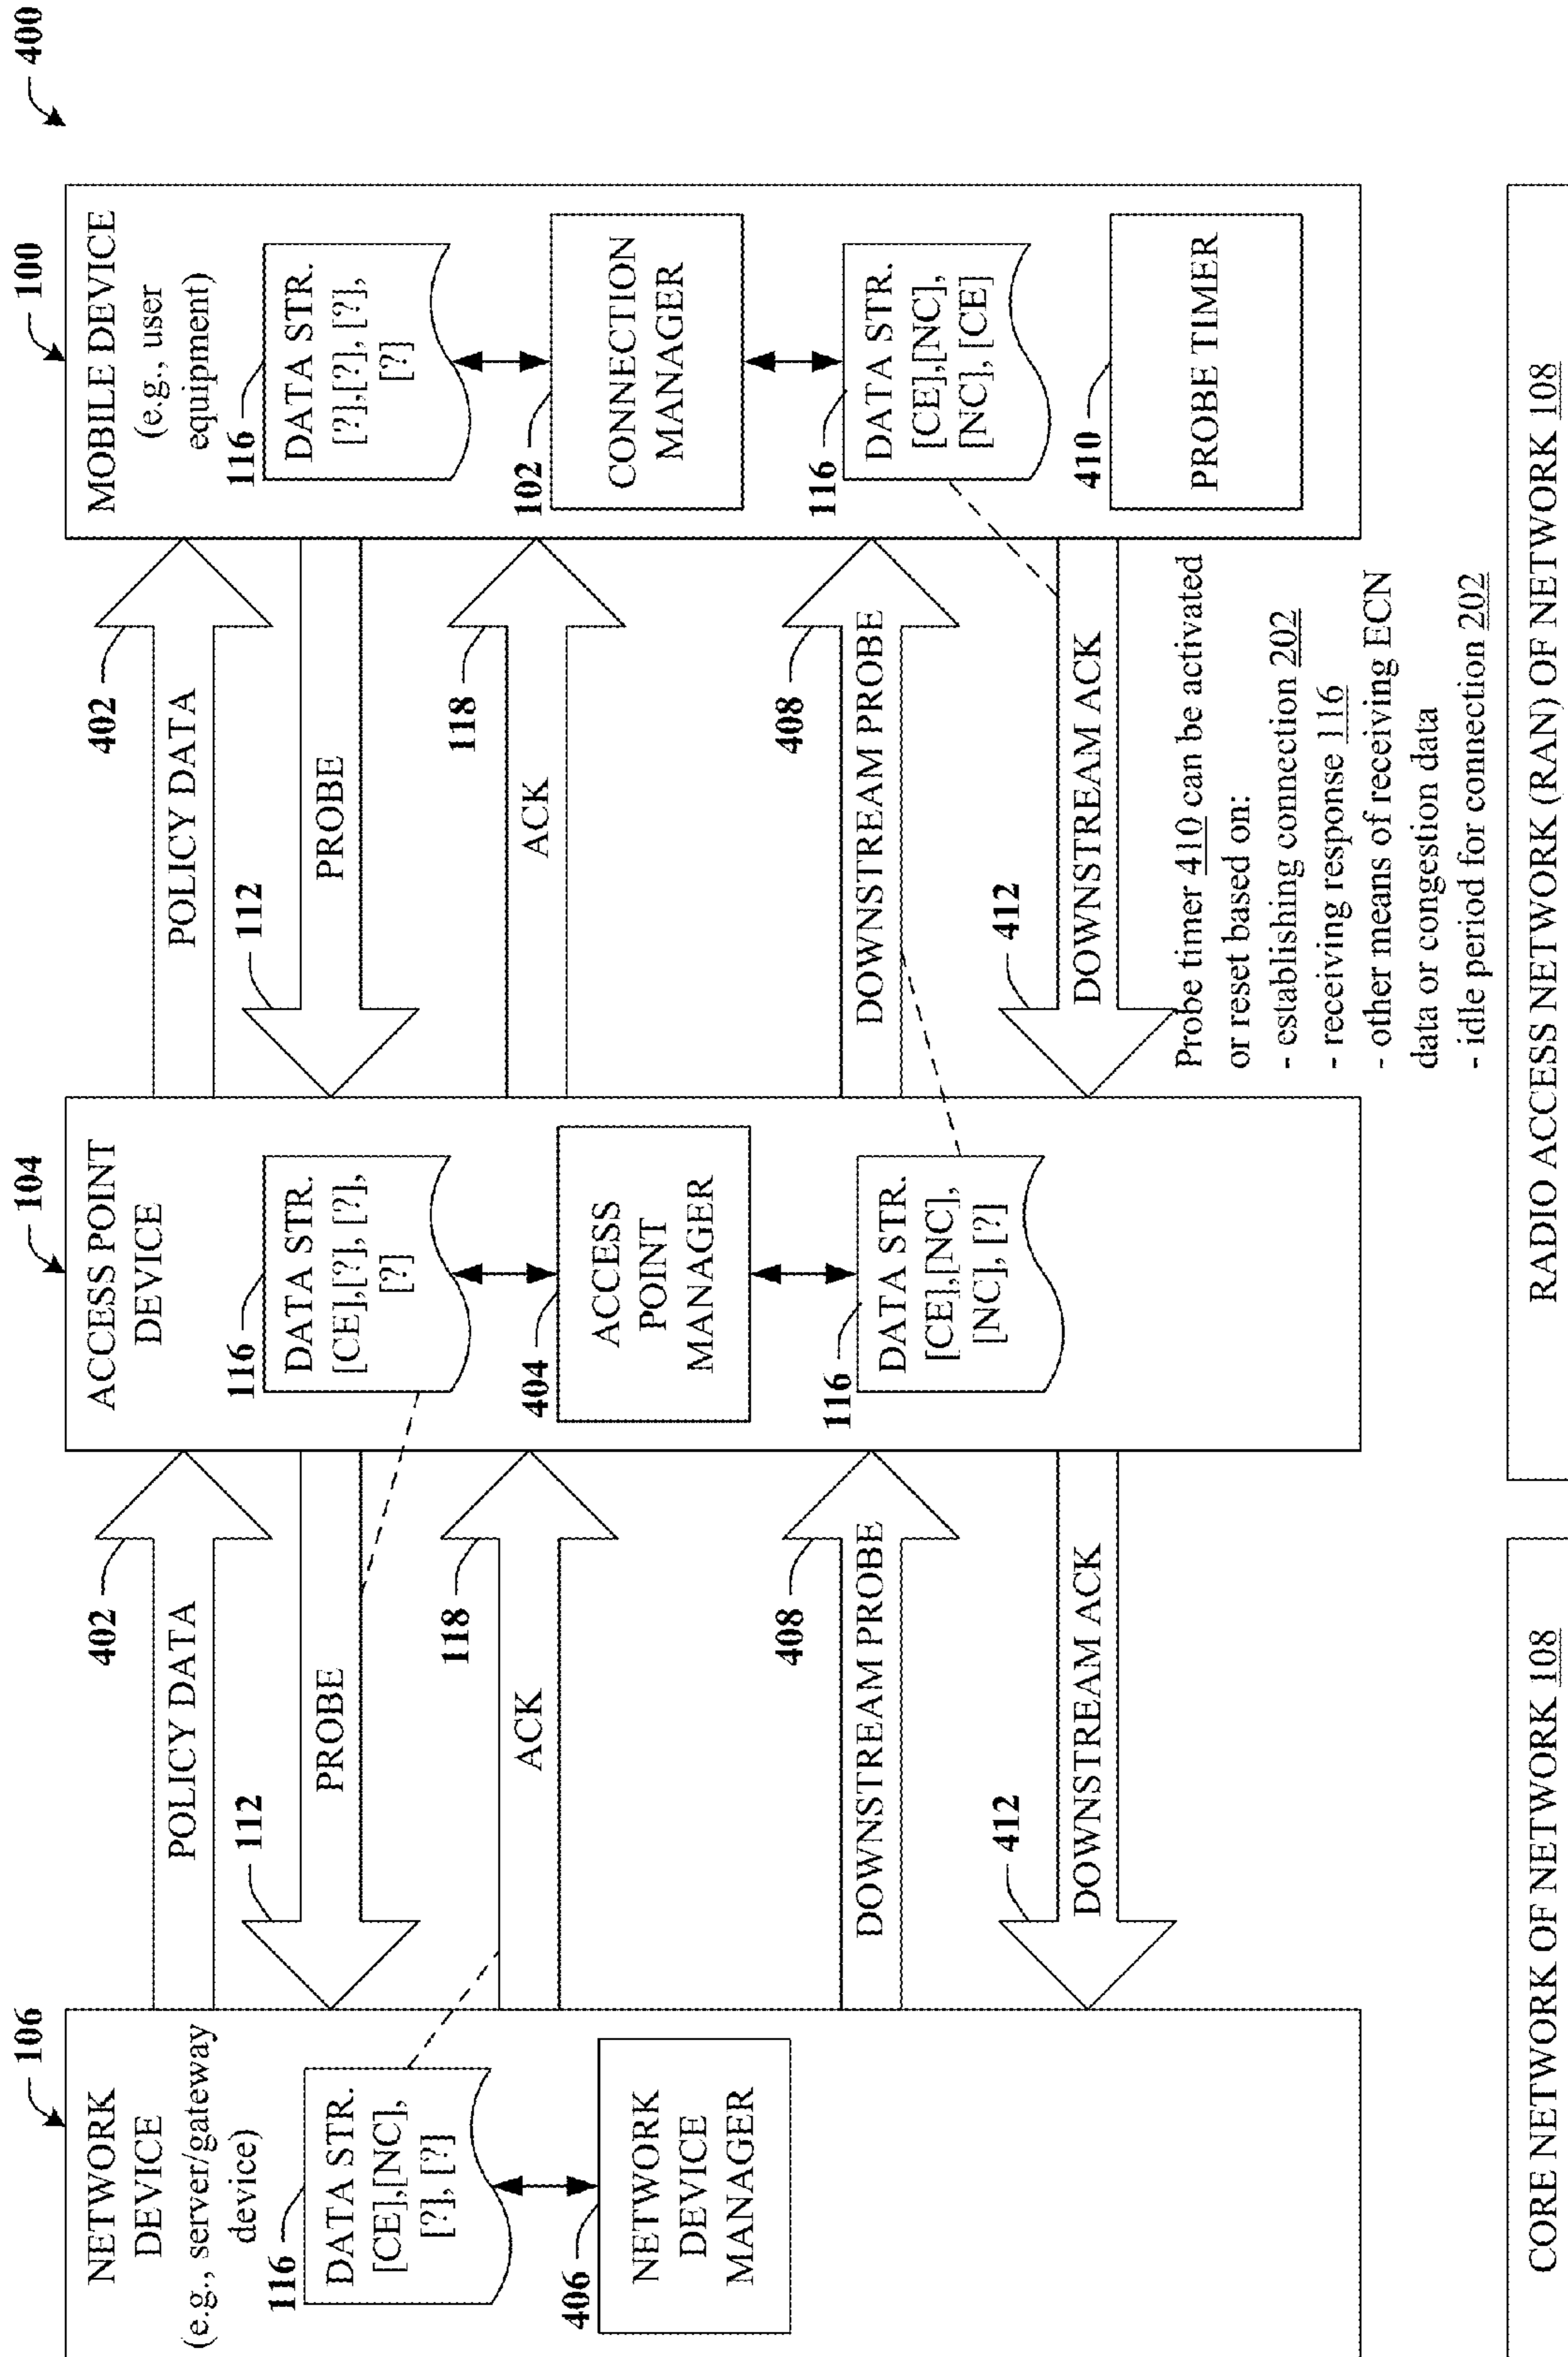 400
106
NETWORK
DEVICE
(e.g., server/gateway
device)
116
DATA STR.
[CE],[NC],
[?], [?]
406
NETWORK
DEVICE
MANAGER
402
POLICY DATA
112
PROBE
118
ACK
408
DOWNSTREAM PROBE
412
DOWNSTREAM ACK
104
ACCESS POINT
DEVICE
116
DATA STR.
[CE],[?], [?],
[?]
404
ACCESS
POINT
MANAGER
116
DATA STR.
[CE],[NC],
[NC], [?]
402
POLICY DATA
112
PROBE
118
ACK
408
DOWNSTREAM PROBE
412
DOWNSTREAM ACK
Probe timer 410 can be activated
or reset based on:
- establishing connection 202
- receiving response 116
- other means of receiving ECN
data or congestion data
- idle period for connection 202
100
MOBILE DEVICE
(e.g., user
equipment)
116
DATA STR.
[?],[?], [?],
[?]
102
CONNECTION
MANAGER
116
DATA STR.
[CE],[NC],
[NC], [CE]
410
PROBE TIMER
CORE NETWORK OF NETWORK 108
RADIO ACCESS NETWORK (RAN) OF NETWORK 108